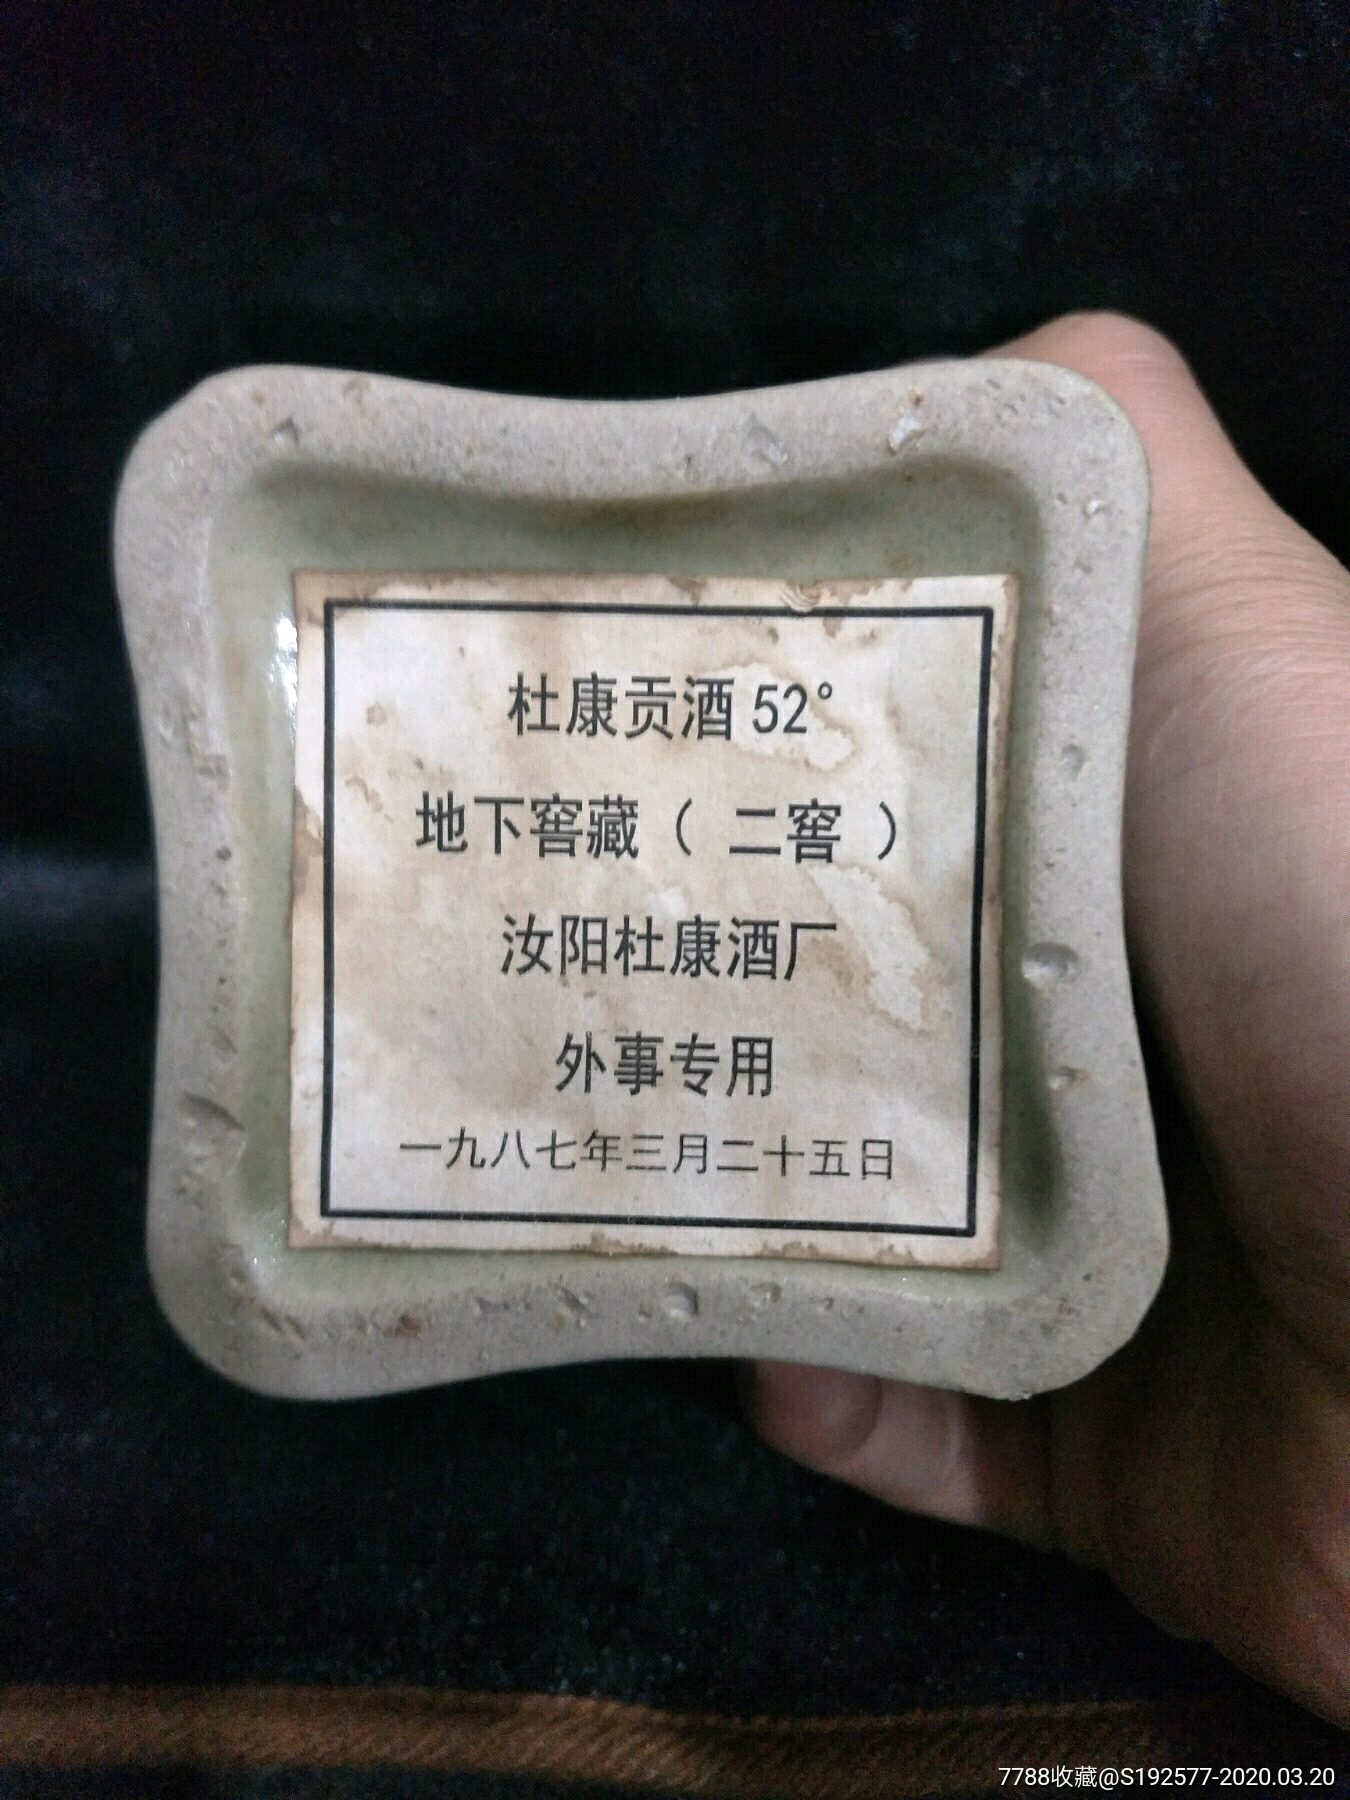 杜康贡酒 52°
地下窖藏（ 二窖 ）
汝阳杜康酒厂
外事专用
一九八七年三月二十五日
7788收藏@S192577-2020.03.20